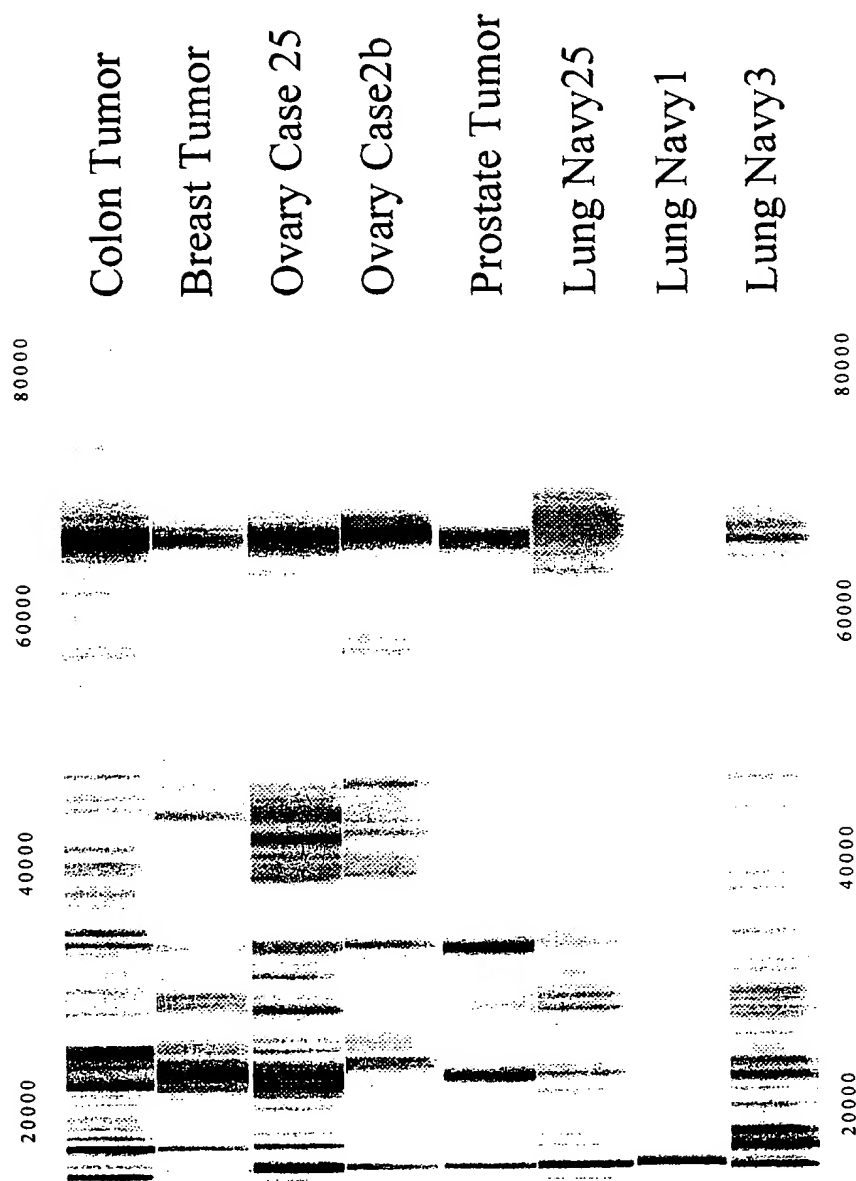 Colon Tumor
Breast Tumor
Ovary Case 25
Ovary Case2b
Prostate Tumor
Lung Navy25
Lung Navy1
Lung Navy3
80000
80000
60000
60000
40000
40000
20000
20000